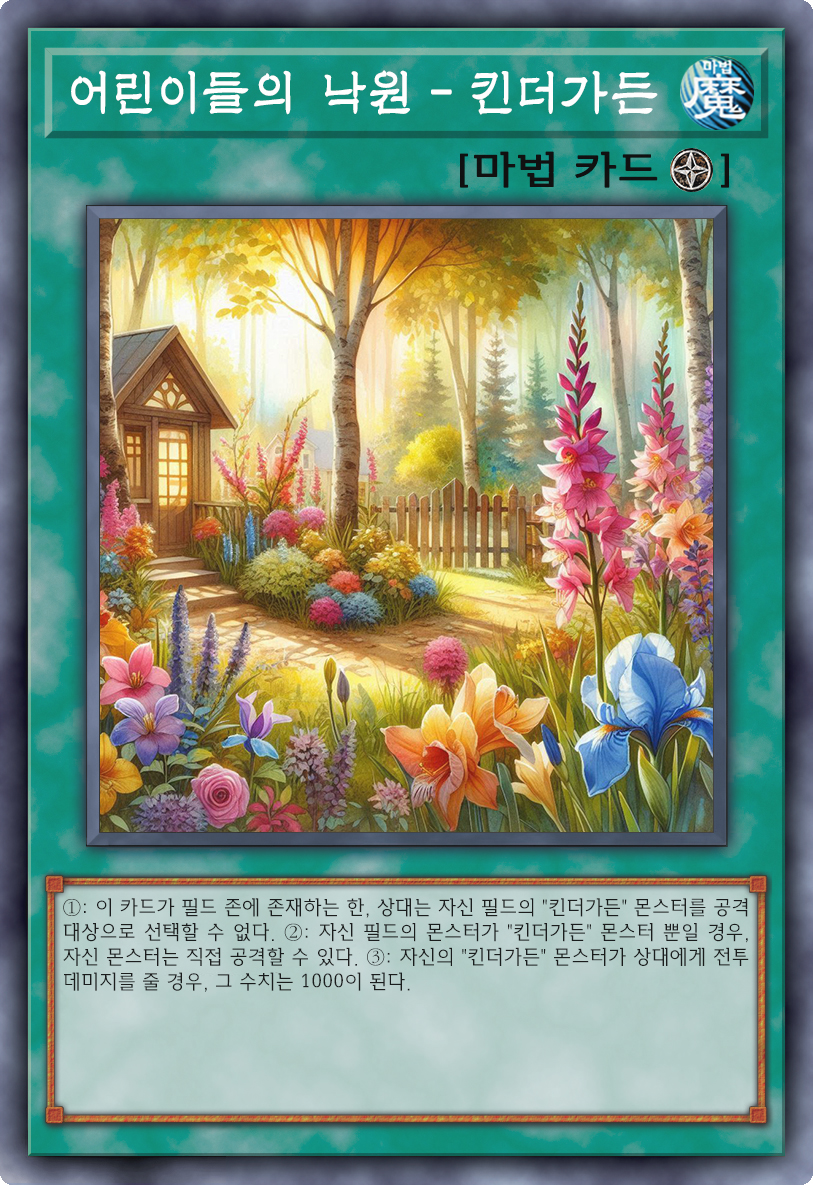 어린이들의 낙원 - 킨더가든
마법
魔
[마법 카드]
①: 이 카드가 필드 존에 존재하는 한, 상대는 자신 필드의 "킨더가든" 몬스터를 공격
대상으로 선택할 수 없다. ②: 자신 필드의 몬스터가 "킨더가든" 몬스터 뿐일 경우,
자신 몬스터는 직접 공격할 수 있다. ③: 자신의 "킨더가든" 몬스터가 상대에게 전투
데미지를 줄 경우, 그 수치는 1000이 된다.